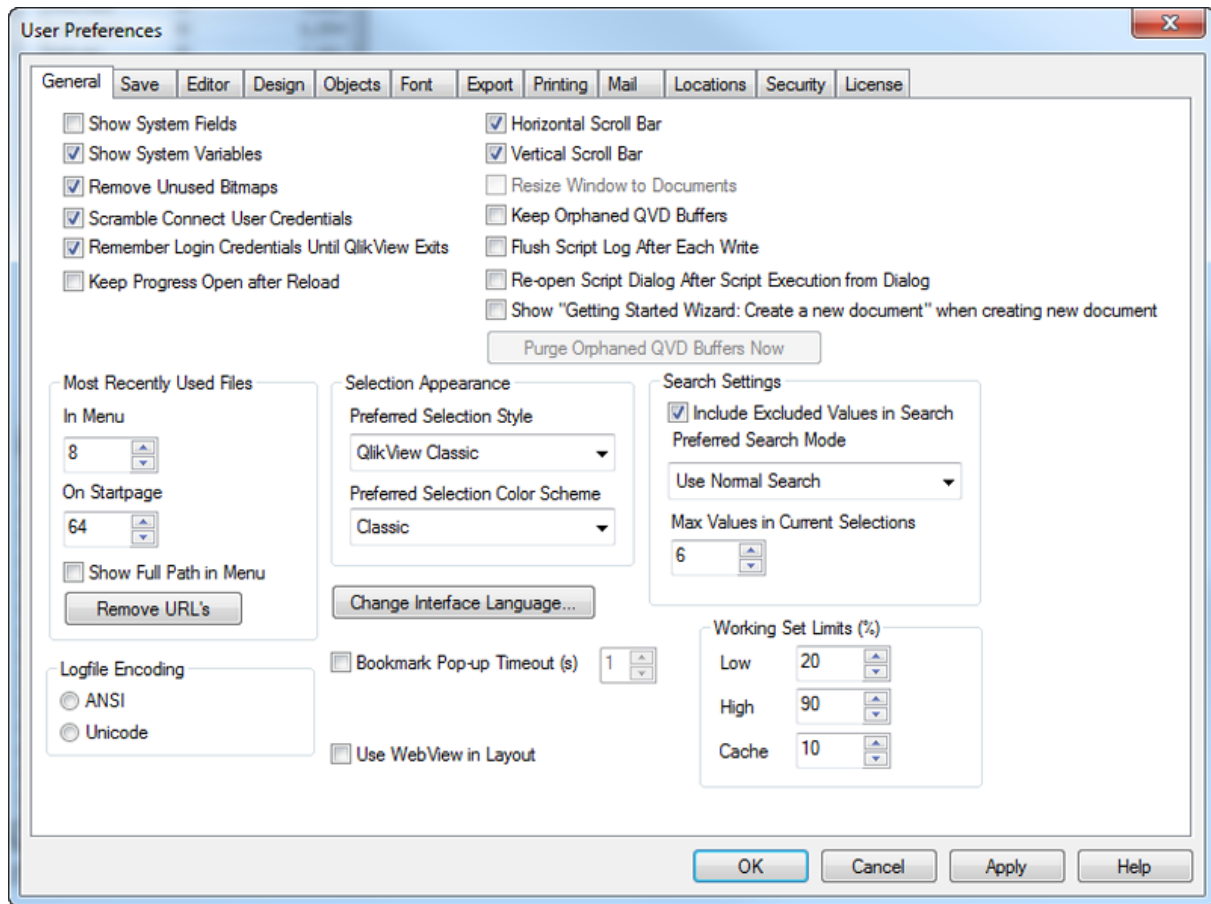 User Preferences
General Save Editor Design Objects Font Export Printing Mail Locations Security License
Show System Fields
Show System Variables
Remove Unused Bitmaps
Scramble Connect User Credentials
Remember Login Credentials Until QlikView Exits
Keep Progress Open after Reload
Horizontal Scroll Bar
Vertical Scroll Bar
Resize Window to Documents
Keep Orphaned QVD Buffers
Flush Script Log After Each Write
Re-open Script Dialog After Script Execution from Dialog
Show "Getting Started Wizard: Create a new document" when creating new document
Purge Orphaned QVD Buffers Now
Most Recently Used Files
In Menu
8
On Startpage
64
Show Full Path in Menu
Remove URL's
Selection Appearance
Preferred Selection Style
QlikView Classic
Preferred Selection Color Scheme
Classic
Search Settings
Include Excluded Values in Search
Preferred Search Mode
Use Normal Search
Max Values in Current Selections
6
Change Interface Language...
Logfile Encoding
ANSI
Unicode
Bookmark Pop-up Timeout (s) 1
Use WebView in Layout
Working Set Limits (%)
Low 20
High 90
Cache 10
OK Cancel Apply Help